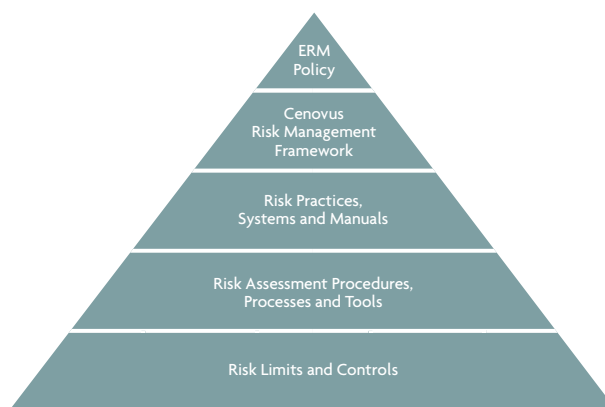 ERM
Policy
Cenovus
Risk Management
Framework
Risk Practices,
Systems and Manuals
Risk Assessment Procedures,
Processes and Tools
Risk Limits and Controls